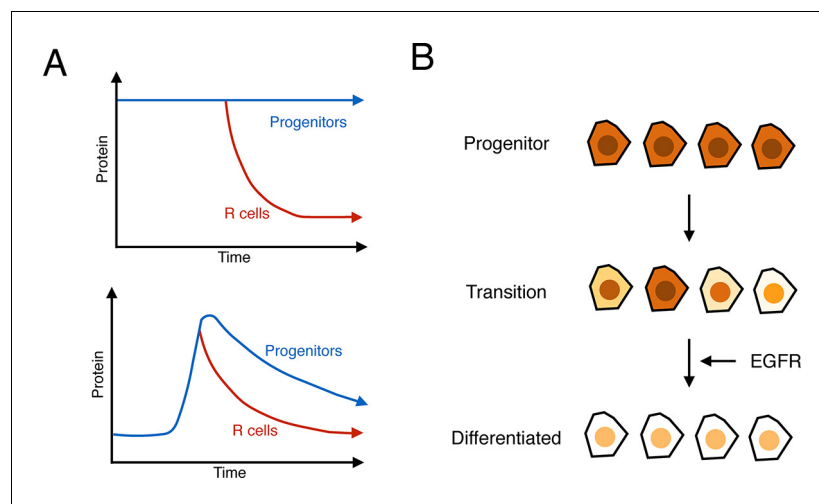 A
Protein
Progenitors
R cells
Time
Protein
Progenitors
R cells
Time
B
Progenitor
Transition
EGFR
Differentiated